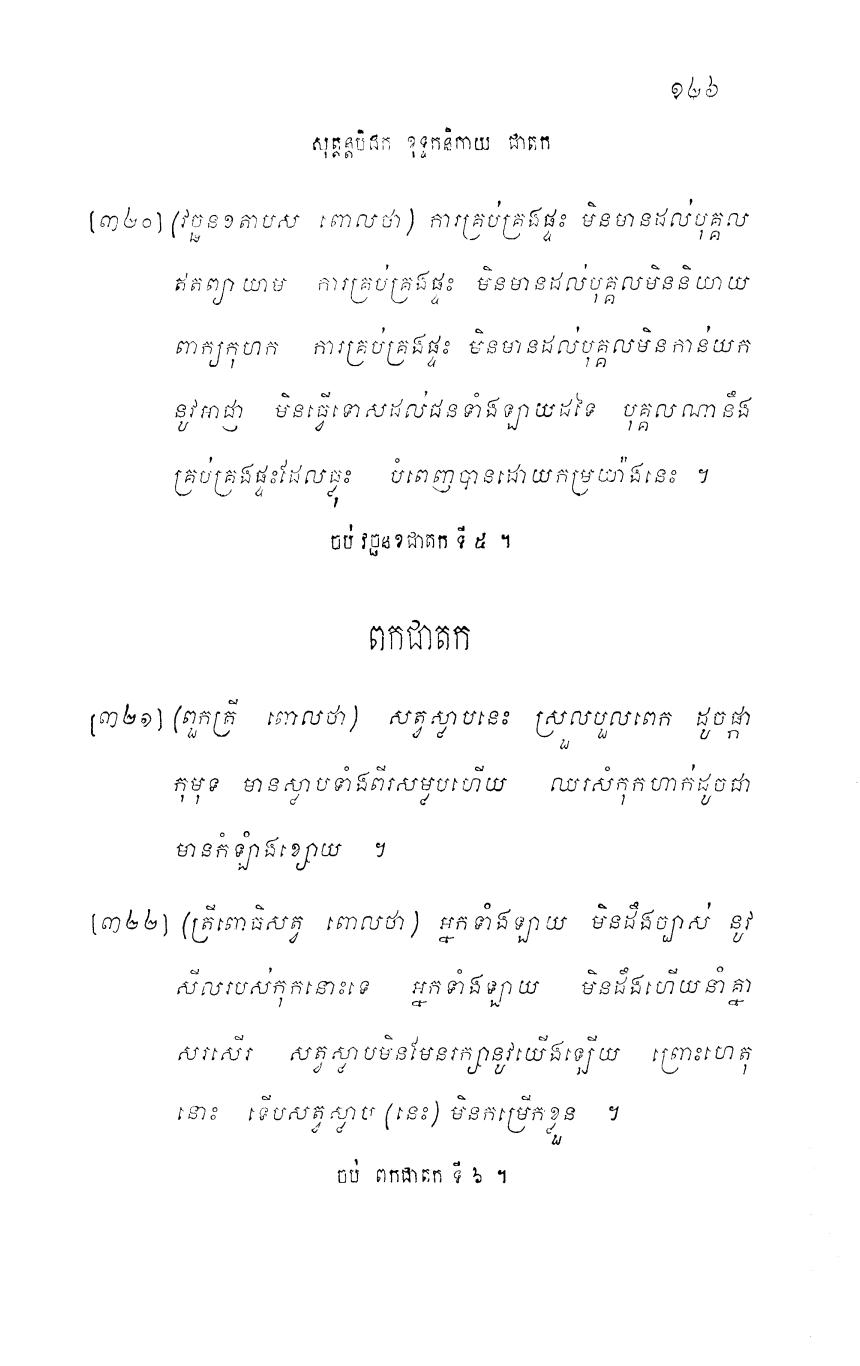 ១៤៦
សុត្តន្តបិដក ខុទ្ទកនិកាយ ជាតក
[៣៤០] (វច្ឆនខតាបស ពោលថា) ការគ្រប់គ្រងផ្ទះ មិនមានដល់បុគ្គល
ឥតព្យាយាម ការគ្រប់គ្រងផ្ទះ មិនមានដល់បុគ្គលមិននិយាយ
ពាក្យកុហក ការគ្រប់គ្រងផ្ទះ មិនមានដល់បុគ្គលមិនកាន់យក
នូវអាជ្ញា មិនធ្វើទោសដល់ជនទាំងឡាយដទៃ បុគ្គលណានឹង
គ្រប់គ្រងផ្ទះដែលធ្លុះ បំពេញបានដោយកម្រយ៉ាងនេះ ។
ចប់ វច្ឆនខជាតក ទី ៥ ។
ពកជាតក
[៣៤១] (ពួកត្រី ពោលថា) សត្វស្លាបនេះ ស្រួលបួលពេក ដូចផ្កា
កុមុទ មានស្លាបទាំងពីរសម្ងុបហើយ ឈរសំកុកហាក់ដូចជា
មានកំឡាំងខ្សោយ ។
[៣៤២] (ត្រីពោធិសត្វ ពោលថា) អ្នកទាំងឡាយ មិនដឹងច្បាស់ នូវ
សីលរបស់កុកនោះទេ អ្នកទាំងឡាយ មិនដឹងហើយនាំគ្នា
សរសើរ សត្វស្លាបមិនមែនរក្សានូវយើងឡើយ ព្រោះហេតុ
នោះ ទើបសត្វស្លាប (នេះ) មិនកម្រើកខ្លួន ។
ចប់ ពកជាតក ទី ៦ ។